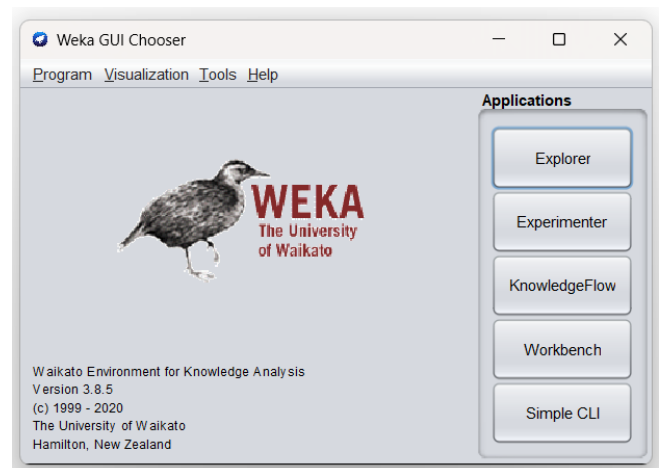 Weka GUI Chooser
Program Visualization Tools Help
Applications
Explorer
Experimenter
KnowledgeFlow
Workbench
Simple CLI
WEKA
The University
of Waikato
Waikato Environment for Knowledge Analysis
Version 3.8.5
(c) 1999 - 2020
The University of Waikato
Hamilton, New Zealand